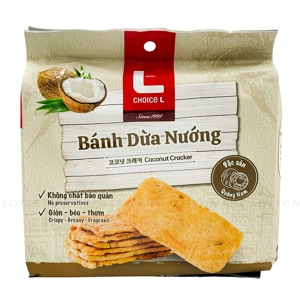 CHOICE L
Since 1998
Bánh Dừa Nướng
코코넛 크래커 Coconut Cracker
Đặc sản
Quảng Nam
Không chất bảo quản
No preservatives
Giòn - béo - thơm
Crispy - Greasy - Fragrant